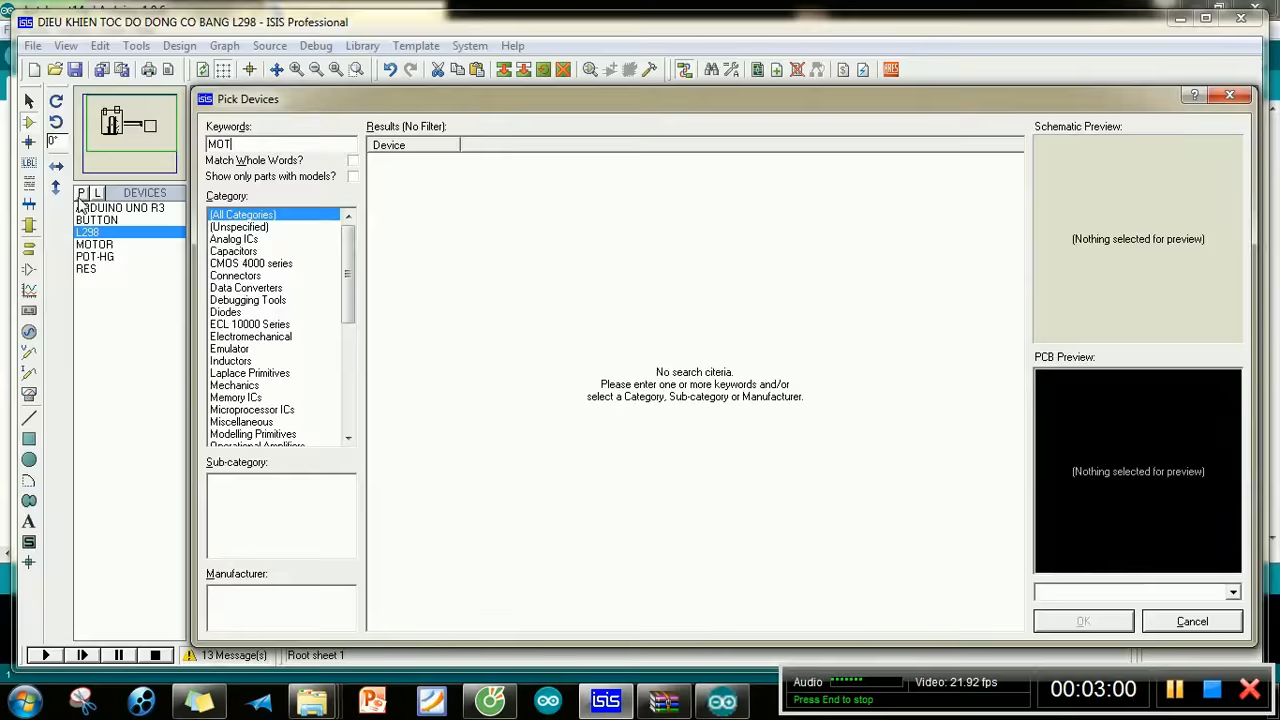 DIEU KHIEN TOC DO DONG CO BANG L298 - ISIS Professional
File View Edit Tools Design Graph Source Debug Library Template System Help
Pick Devices
Keywords:
MOT
Match Whole Words?
Show only parts with models?
Category:
(All Categories)
(Unspecified)
Analog ICs
Capacitors
CMOS 4000 series
Connectors
Data Converters
Debugging Tools
Diodes
ECL 10000 Series
Electromechanical
Emulator
Inductors
Laplace Primitives
Mechanics
Memory ICs
Microprocessor ICs
Miscellaneous
Modelling Primitives
Operational Amplifiers
Sub-category:
Manufacturer:
Results (No Filter):
Device
No search citeria.
Please enter one or more keywords and/or
select a Category, Sub-category or Manufacturer.
Schematic Preview:
(Nothing selected for preview)
PCB Preview:
(Nothing selected for preview)
OK Cancel
0°
P L DEVICES
ARDUINO UNO R3
BUTTON
L298
MOTOR
POT-HG
RES
LBL
A
S
ARES
13 Message(s) Root sheet 1
Audio Video: 21.92 fps 00:03:00
Press End to stop
isis